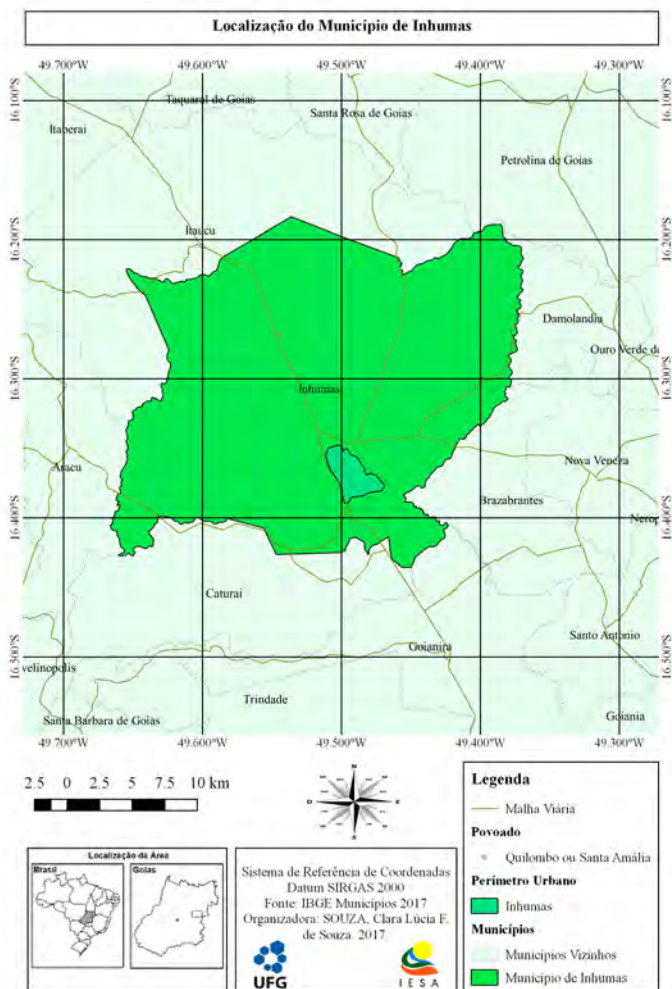 Localização do Município de Inhumas
49.700°W 49.600°W 49.500°W 49.400°W 49.300°W
16.100°S 16.100°S
Taquaral de Goias
Santa Rosa de Goias
Itaberai
Petrolina de Goias
16.200°S 16.200°S
Itaucu
Damolandia
Ouro Verde de
16.300°S 16.300°S
Inhumas
Aracu
Nova Veneza
Brazabrantes
16.400°S 16.400°S
Nerop
Caturai
Santo Antonio
Goianira
16.500°S 16.500°S
velinopolis
Trindade
Santa Barbara de Goias
Goiania
49.700°W 49.600°W 49.500°W 49.400°W 49.300°W
2.5 0 2.5 5 7.5 10 km
N
O E
S
Legenda
Malha Viária
Povoado
Quilombo ou Santa Amália
Perímetro Urbano
Inhumas
Municípios
Municípios Vizinhos
Município de Inhumas
Localização da Área
Brasil Goias
Sistema de Referência de Coordenadas
Datum SIRGAS 2000
Fonte: IBGE Municípios 2017
Organizadora: SOUZA, Clara Lúcia F.
de Souza. 2017.
UFG
IESA